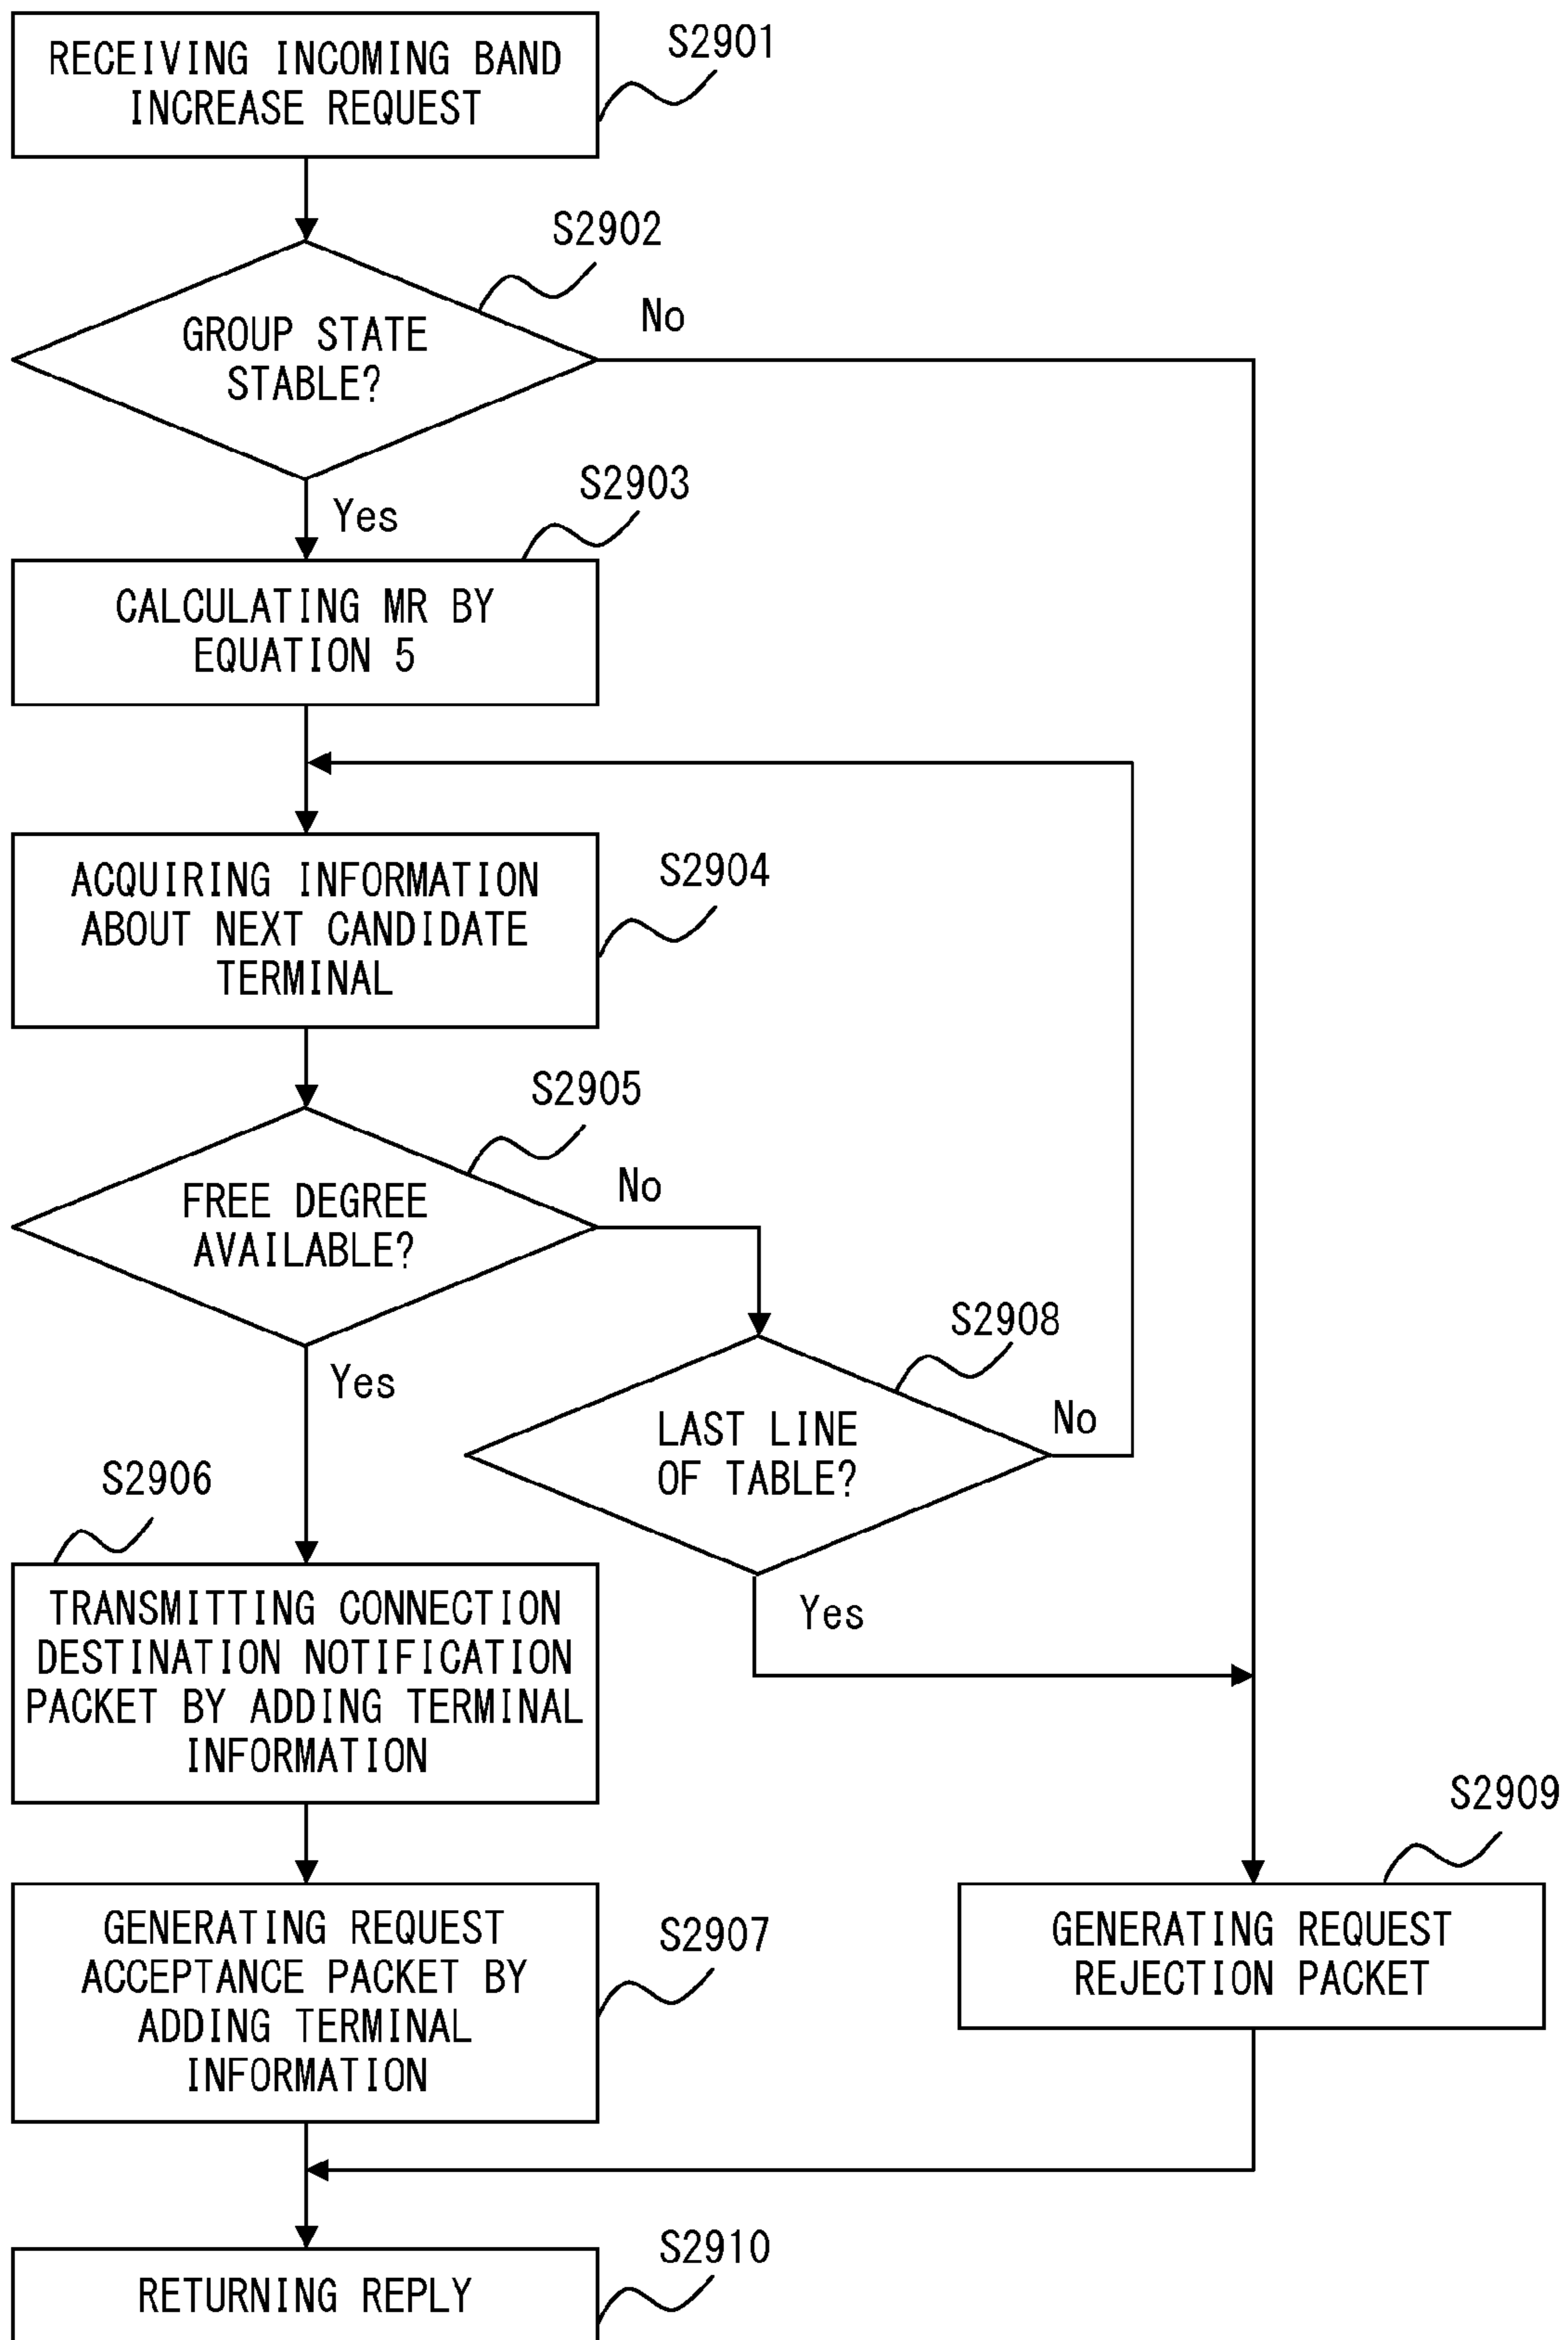 RECEIVING INCOMING BAND
INCREASE REQUEST
S2901
S2902
GROUP STATE
STABLE?
No
Yes
S2903
CALCULATING MR BY
EQUATION 5
ACQUIRING INFORMATION
ABOUT NEXT CANDIDATE
TERMINAL
S2904
S2905
FREE DEGREE
AVAILABLE?
No
Yes
S2908
LAST LINE
OF TABLE?
No
Yes
S2906
TRANSMITTING CONNECTION
DESTINATION NOTIFICATION
PACKET BY ADDING TERMINAL
INFORMATION
GENERATING REQUEST
ACCEPTANCE PACKET BY
ADDING TERMINAL
INFORMATION
S2907
S2909
GENERATING REQUEST
REJECTION PACKET
RETURNING REPLY
S2910